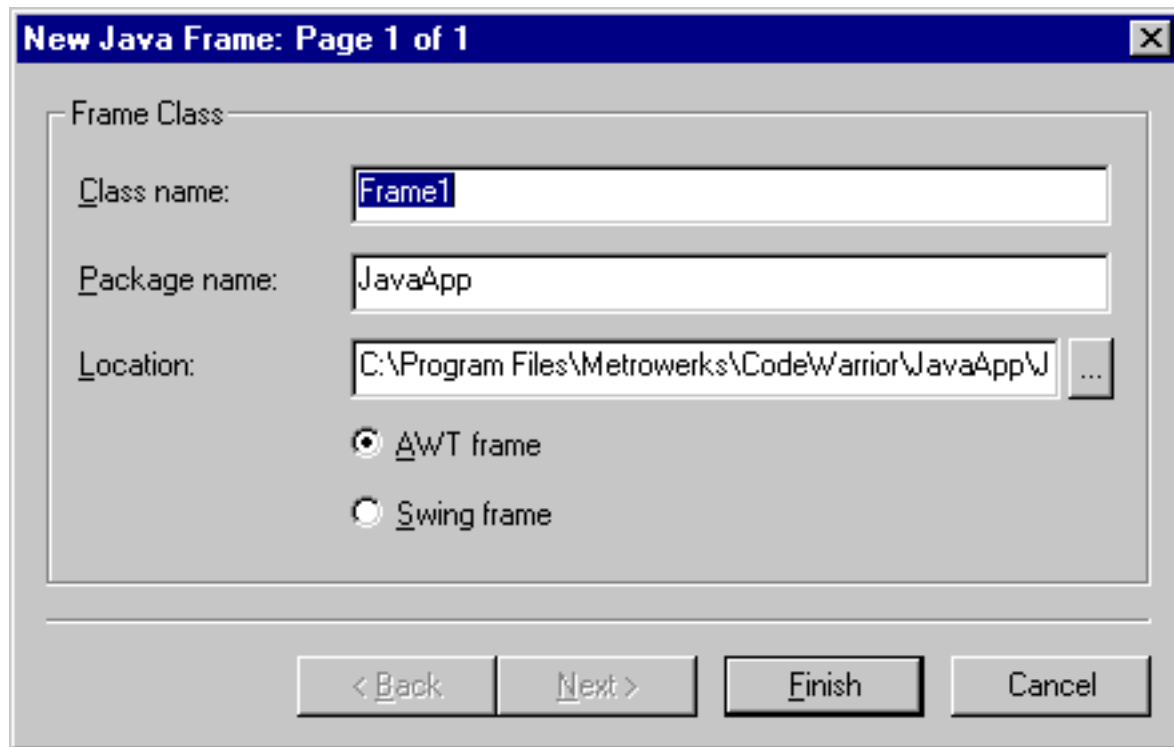 New Java Frame: Page 1 of 1
Frame Class
Class name: Frame1
Package name: JavaApp
Location: C:\Program Files\Metrowerks\CodeWarrior\JavaApp\J ...
AWT frame
Swing frame
< Back Next > Finish Cancel